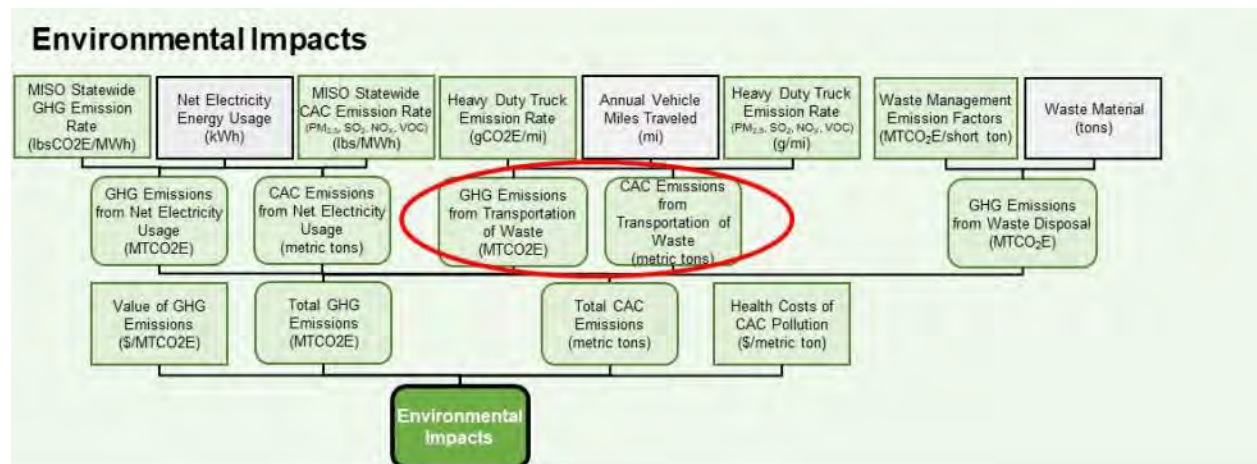 Environmental Impacts
MISO Statewide
GHG Emission
Rate
(lbsCO2E/MWh)
Net Electricity
Energy Usage
(kWh)
MISO Statewide
CAC Emission Rate
(PM₂.₅, SO₂, NOₓ, VOC)
(lbs/MWh)
Heavy Duty Truck
Emission Rate
(gCO2E/mi)
Annual Vehicle
Miles Traveled
(mi)
Heavy Duty Truck
Emission Rate
(PM₂.₅, SO₂, NOₓ, VOC)
(g/mi)
Waste Management
Emission Factors
(MTCO₂E/short ton)
Waste Material
(tons)
GHG Emissions
from Net Electricity
Usage
(MTCO2E)
CAC Emissions
from Net Electricity
Usage
(metric tons)
GHG Emissions
from Transportation
of Waste
(MTCO2E)
CAC Emissions
from
Transportation of
Waste
(metric tons)
GHG Emissions
from Waste Disposal
(MTCO₂E)
Value of GHG
Emissions
($/MTCO2E)
Total GHG
Emissions
(MTCO2E)
Total CAC
Emissions
(metric tons)
Health Costs of
CAC Pollution
($/metric ton)
Environmental
Impacts